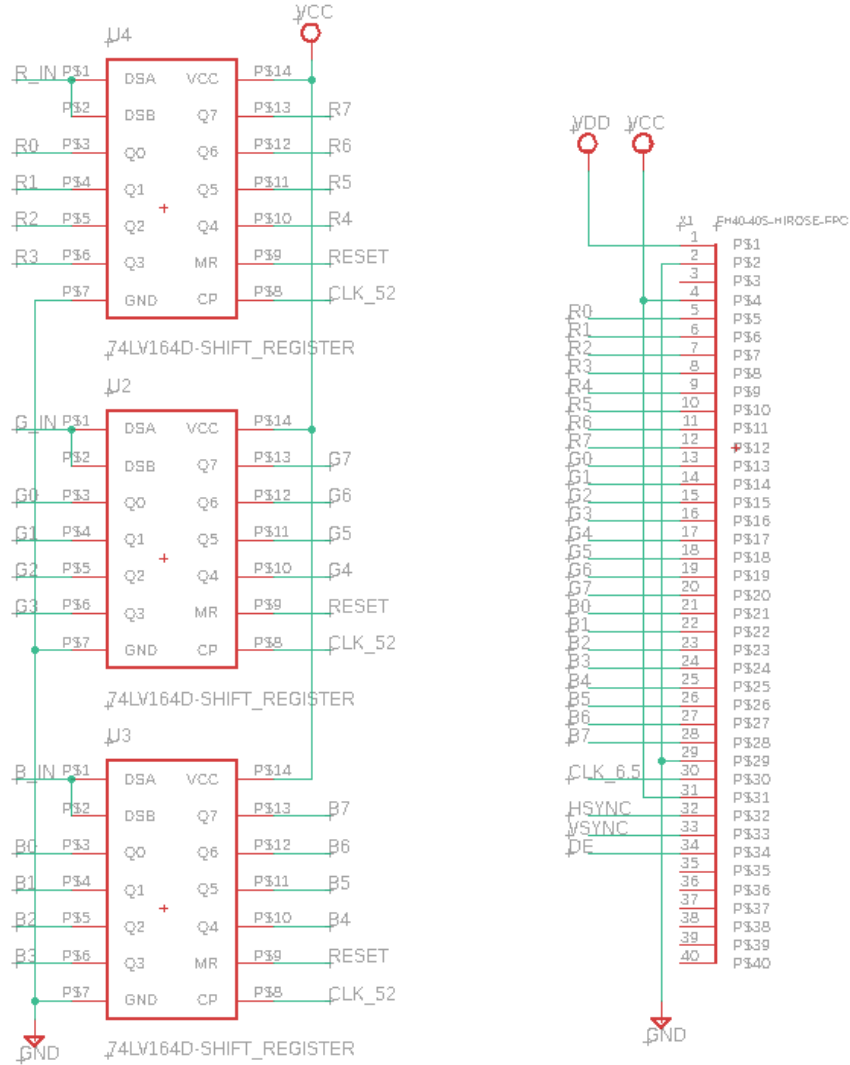 VCC
U4
R_IN P$1 DSA VCC P$14
P$2 DSB Q7 P$13 R7
R0 P$3 Q0 Q6 P$12 R6
R1 P$4 Q1 Q5 P$11 R5
R2 P$5 Q2 Q4 P$10 R4
R3 P$6 Q3 MR P$9 RESET
P$7 GND CP P$8 CLK_52
74LV164D-SHIFT_REGISTER
U2
G_IN P$1 DSA VCC P$14
P$2 DSB Q7 P$13 G7
G0 P$3 Q0 Q6 P$12 G6
G1 P$4 Q1 Q5 P$11 G5
G2 P$5 Q2 Q4 P$10 G4
G3 P$6 Q3 MR P$9 RESET
P$7 GND CP P$8 CLK_52
74LV164D-SHIFT_REGISTER
U3
B_IN P$1 DSA VCC P$14
P$2 DSB Q7 P$13 B7
B0 P$3 Q0 Q6 P$12 B6
B1 P$4 Q1 Q5 P$11 B5
B2 P$5 Q2 Q4 P$10 B4
B3 P$6 Q3 MR P$9 RESET
P$7 GND CP P$8 CLK_52
GND
74LV164D-SHIFT_REGISTER
VDD VCC
X1 FH40-40S-HIROSE-FPC
1 P$1
2 P$2
3 P$3
4 P$4
R0 5 P$5
R1 6 P$6
R2 7 P$7
R3 8 P$8
R4 9 P$9
R5 10 P$10
R6 11 P$11
R7 12 P$12
G0 13 P$13
G1 14 P$14
G2 15 P$15
G3 16 P$16
G4 17 P$17
G5 18 P$18
G6 19 P$19
G7 20 P$20
B0 21 P$21
B1 22 P$22
B2 23 P$23
B3 24 P$24
B4 25 P$25
B5 26 P$26
B6 27 P$27
B7 28 P$28
29 P$29
CLK_6.5 30 P$30
31 P$31
HSYNC 32 P$32
VSYNC 33 P$33
DE 34 P$34
35 P$35
36 P$36
37 P$37
38 P$38
39 P$39
40 P$40
GND